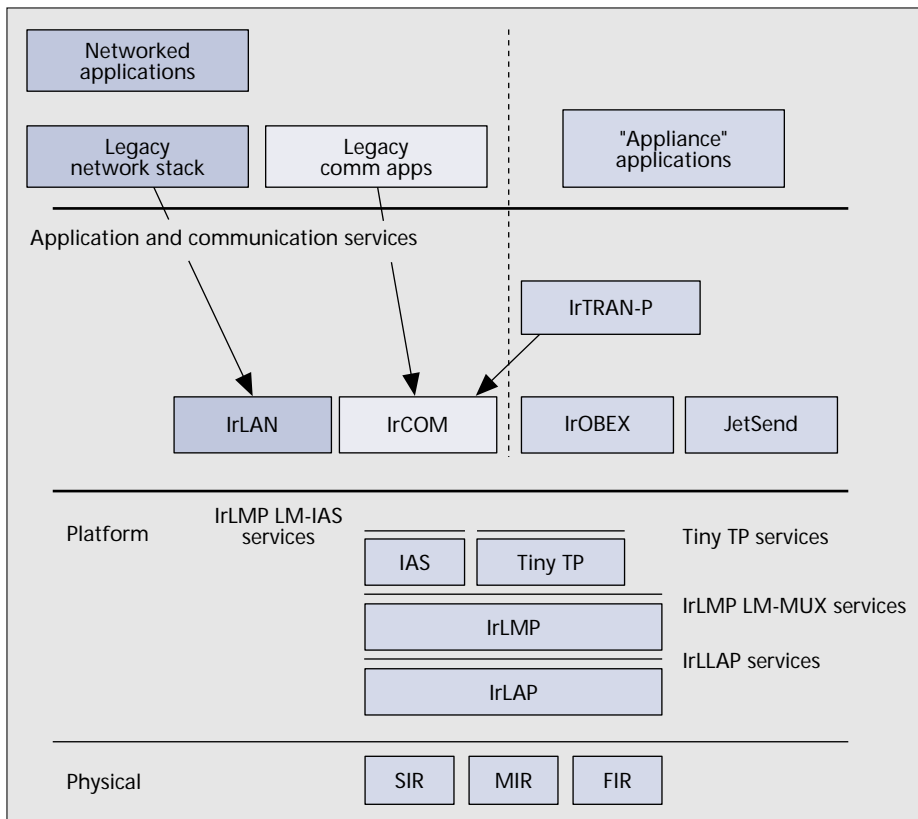 Networked
applications
Legacy
network stack
Legacy
comm apps
"Appliance"
applications
Application and communication services
IrTRAN-P
IrLAN
IrCOM
IrOBEX
JetSend
Platform
IrLMP LM-IAS
services
Tiny TP services
IAS
Tiny TP
IrLMP LM-MUX services
IrLMP
IrLLAP services
IrLAP
Physical
SIR
MIR
FIR